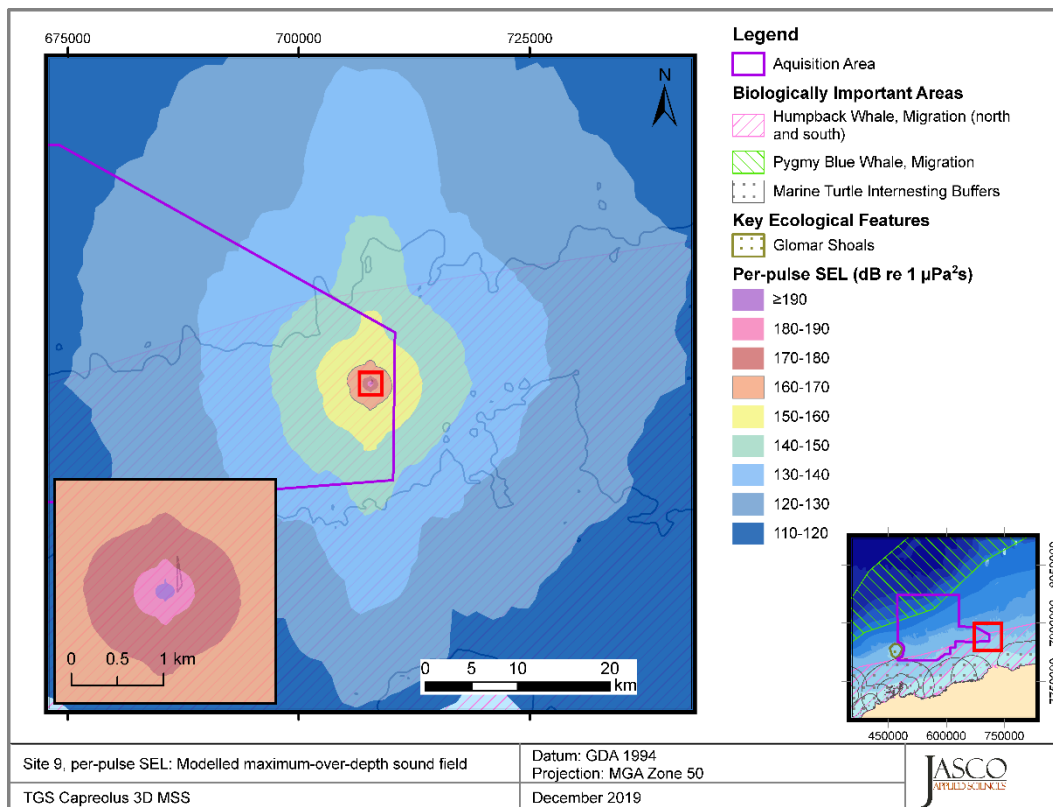 675000 700000 725000
N
0 0.5 1 km
0 5 10 20
km
Legend
Aquisition Area
Biologically Important Areas
Humpback Whale, Migration (north
and south)
Pygmy Blue Whale, Migration
Marine Turtle Internesting Buffers
Key Ecological Features
Glomar Shoals
Per-pulse SEL (dB re 1 µPa²s)
≥190
180-190
170-180
160-170
150-160
140-150
130-140
120-130
110-120
8050000
7900000
7750000
450000 600000 750000
Site 9, per-pulse SEL: Modelled maximum-over-depth sound field
TGS Capreolus 3D MSS
Datum: GDA 1994
Projection: MGA Zone 50
December 2019
JASCO
APPLIED SCIENCES